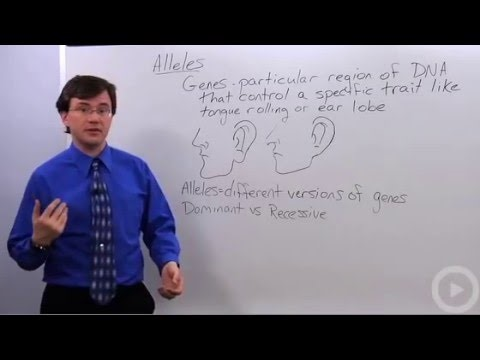 Alleles
Genes - particular region of DNA
that control a specific trait like
tongue rolling or ear lobe
Alleles=different versions of genes
Dominant vs Recessive